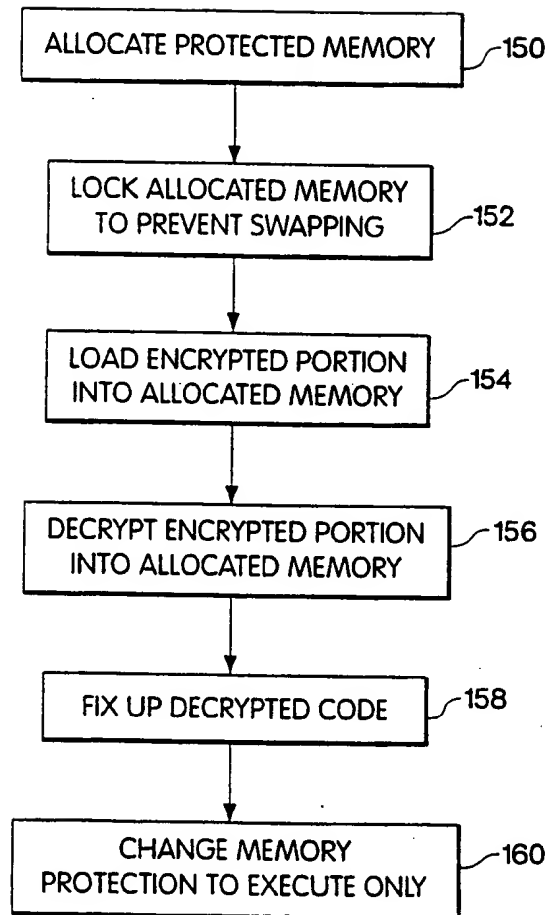 ALLOCATE PROTECTED MEMORY
150
LOCK ALLOCATED MEMORY
TO PREVENT SWAPPING
152
LOAD ENCRYPTED PORTION
INTO ALLOCATED MEMORY
154
DECRYPT ENCRYPTED PORTION
INTO ALLOCATED MEMORY
156
FIX UP DECRYPTED CODE
158
CHANGE MEMORY
PROTECTION TO EXECUTE ONLY
160